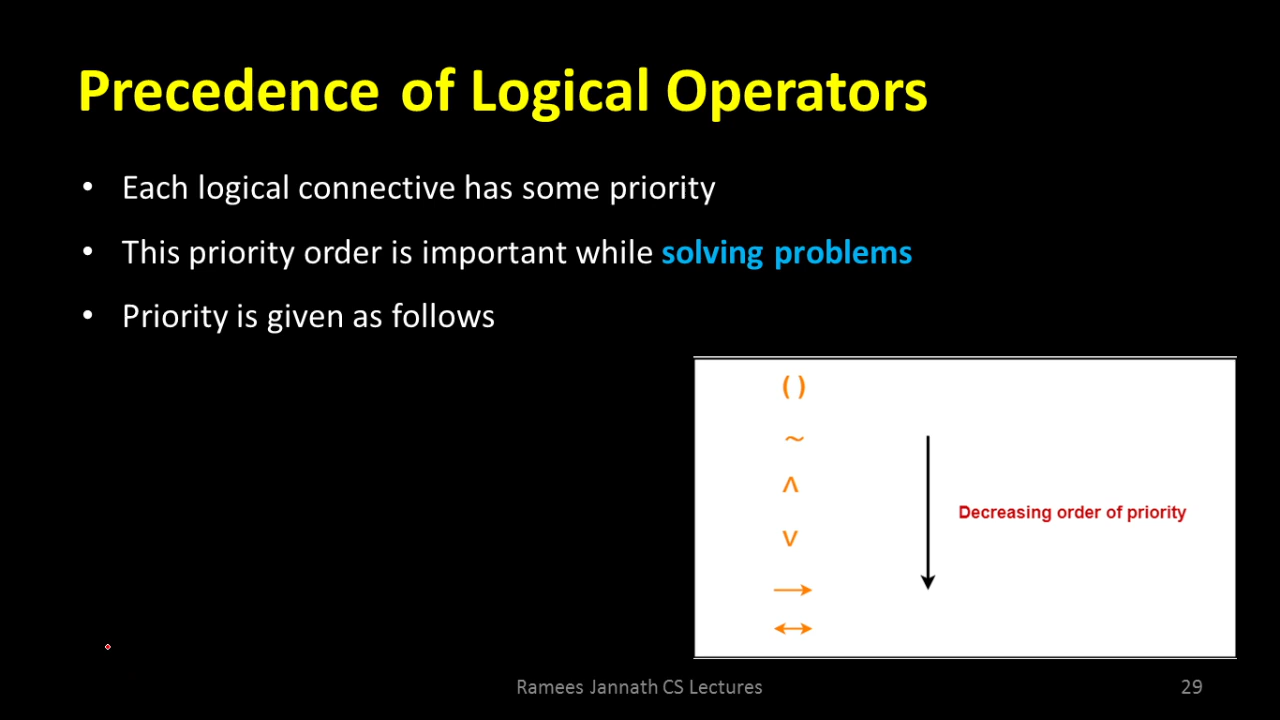 Precedence of Logical Operators
• Each logical connective has some priority
• This priority order is important while solving problems
• Priority is given as follows
( )
~
∧
∨
→
↔
Decreasing order of priority
Ramees Jannath CS Lectures
29